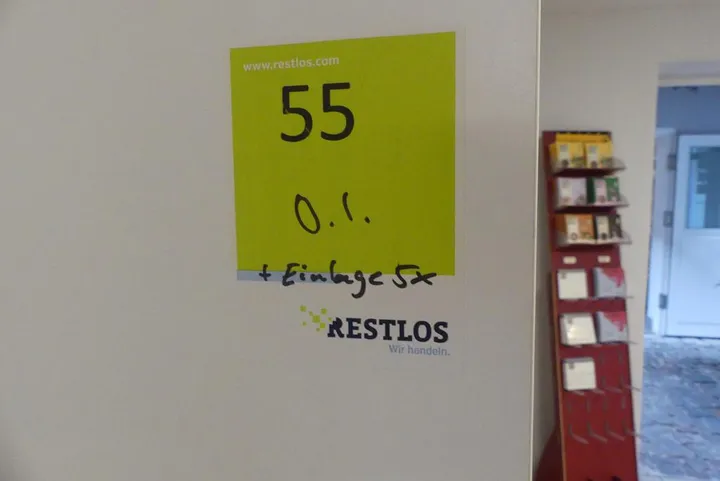 www.restlos.com
55
O.I.
+ Einlage 5x
RESTLOS
Wir handeln.